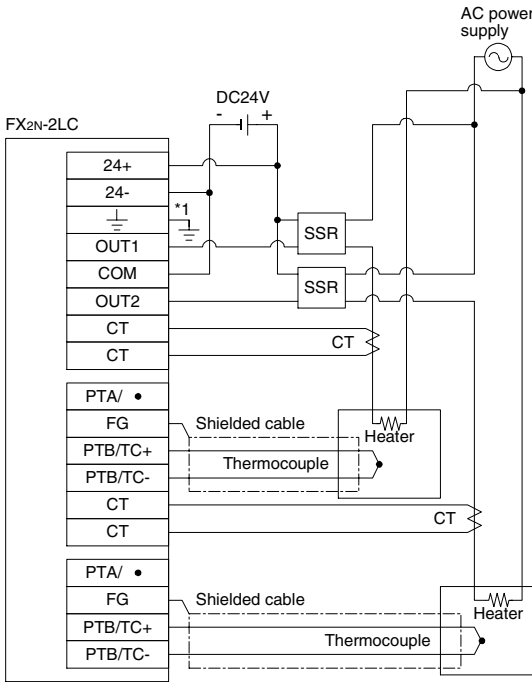 AC power
supply
DC24V
- +
FX2N-2LC
24+
24-
*1
OUT1
SSR
COM
SSR
OUT2
CT
CT
CT
PTA/ •
FG
Shielded cable
Heater
PTB/TC+
Thermocouple
PTB/TC-
CT
CT
CT
PTA/ •
FG
Shielded cable
Heater
PTB/TC+
Thermocouple
PTB/TC-